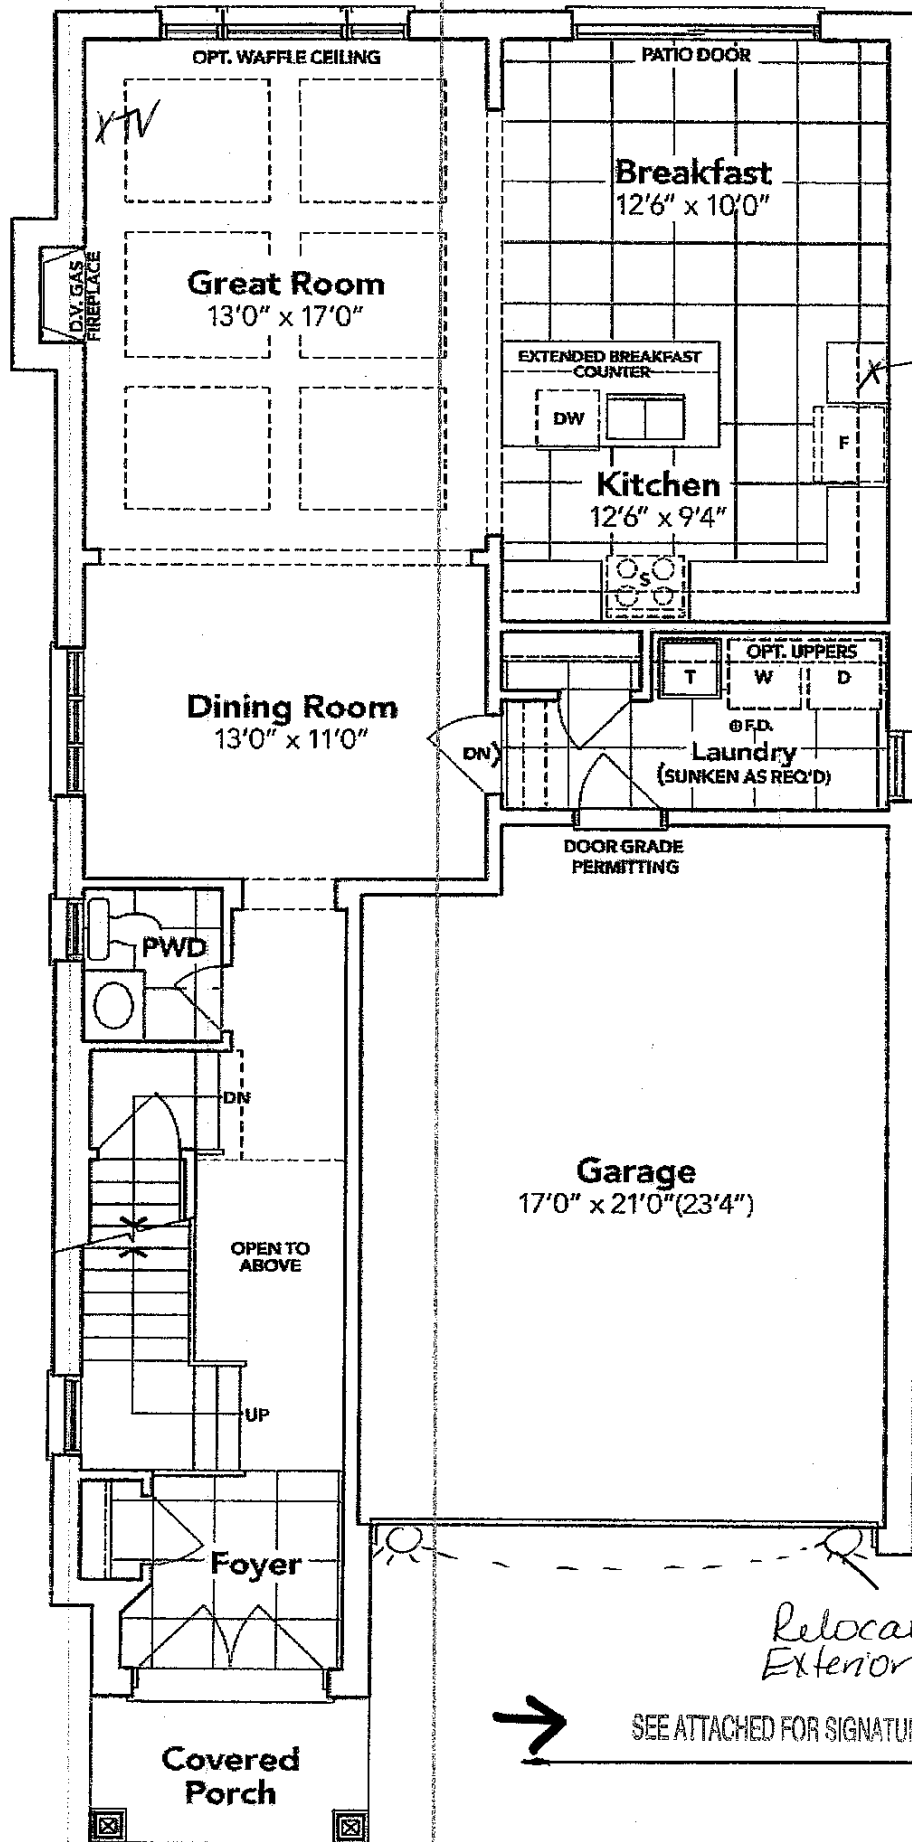 OPT. WAFFLE CEILING
PATIO DOOR
XTV
Breakfast
12'6" x 10'0"
Great Room
13'0" x 17'0"
D.V. GAS
FIREPLACE
EXTENDED BREAKFAST
COUNTER
X
DW
F
Kitchen
12'6" x 9'4"
S
OPT. UPPERS
T
W
D
Dining Room
13'0" x 11'0"
DN
F.D.
Laundry
(SUNKEN AS REQ'D)
DOOR GRADE
PERMITTING
PWD
DN
Garage
17'0" x 21'0"(23'4")
OPEN TO
ABOVE
UP
Foyer
Exterior
SEE ATTACHED FOR
Covered
Porch